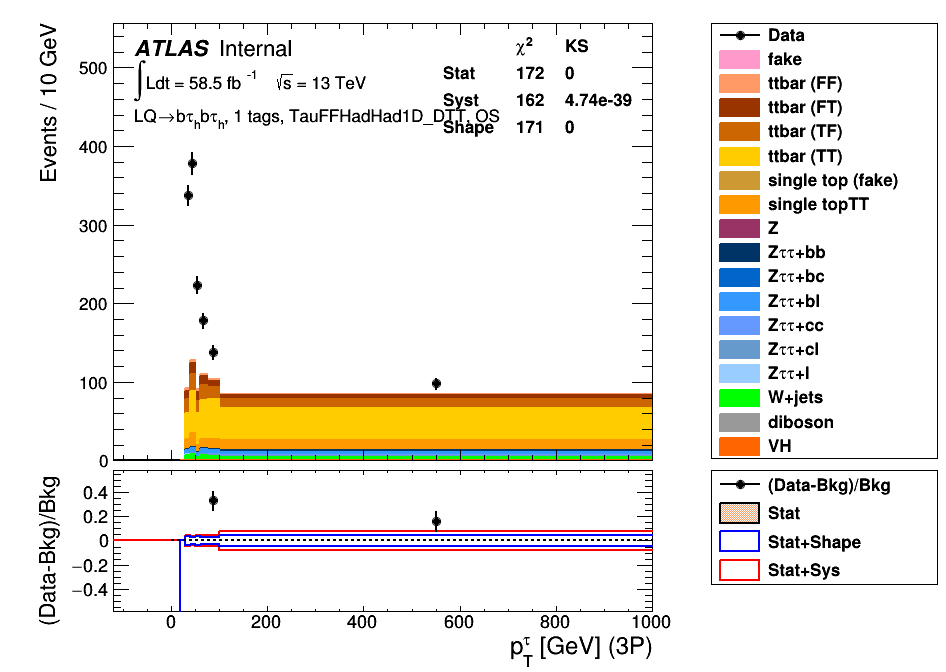 ATLAS Internal
∫Ldt = 58.5 fb⁻¹ √s = 13 TeV
LQ→bτhbτh, 1 tags, TauFFHadHad1D_DTT, OS
χ² KS
Stat 172 0
Syst 162 4.74e-39
Shape 171 0
Events / 10 GeV
500
400
300
200
100
0
(Data-Bkg)/Bkg
0.4
0.2
0
−0.2
−0.4
0 200 400 600 800 1000
pTτ [GeV] (3P)
Data
fake
ttbar (FF)
ttbar (FT)
ttbar (TF)
ttbar (TT)
single top (fake)
single topTT
Z
Zττ+bb
Zττ+bc
Zττ+bl
Zττ+cc
Zττ+cl
Zττ+l
W+jets
diboson
VH
(Data-Bkg)/Bkg
Stat
Stat+Shape
Stat+Sys